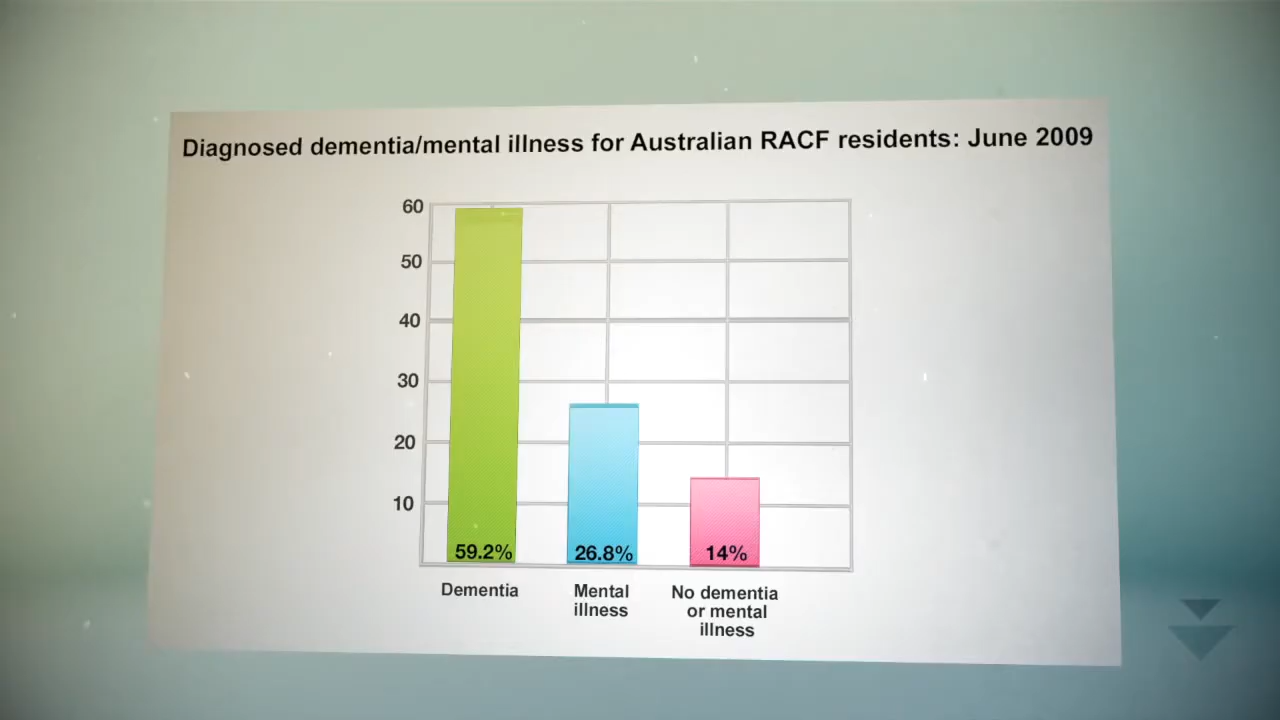 Diagnosed dementia/mental illness for Australian RACF residents: June 2009
60
50
40
30
20
10
59.2%
26.8%
14%
Dementia
Mental
illness
No dementia
or mental
illness